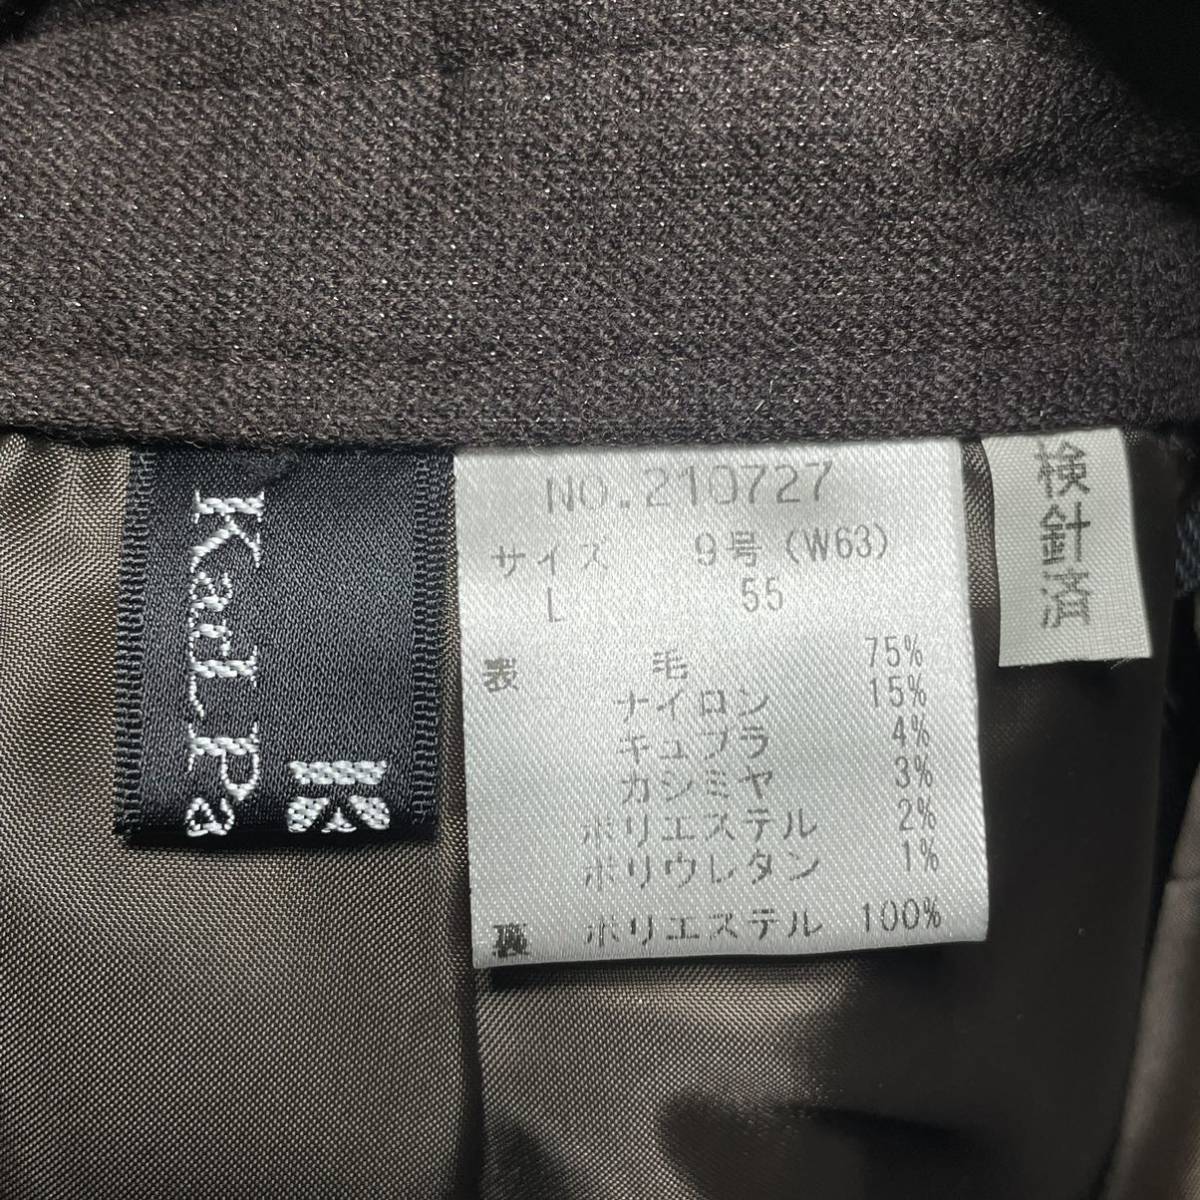 KatLPa
K
NO.210727
サイズ 9号(W63)
L 55
表 毛 75%
ナイロン 15%
キュプラ 4%
カシミヤ 3%
ポリエステル 2%
ポリウレタン 1%
裏 ポリエステル 100%
検針済